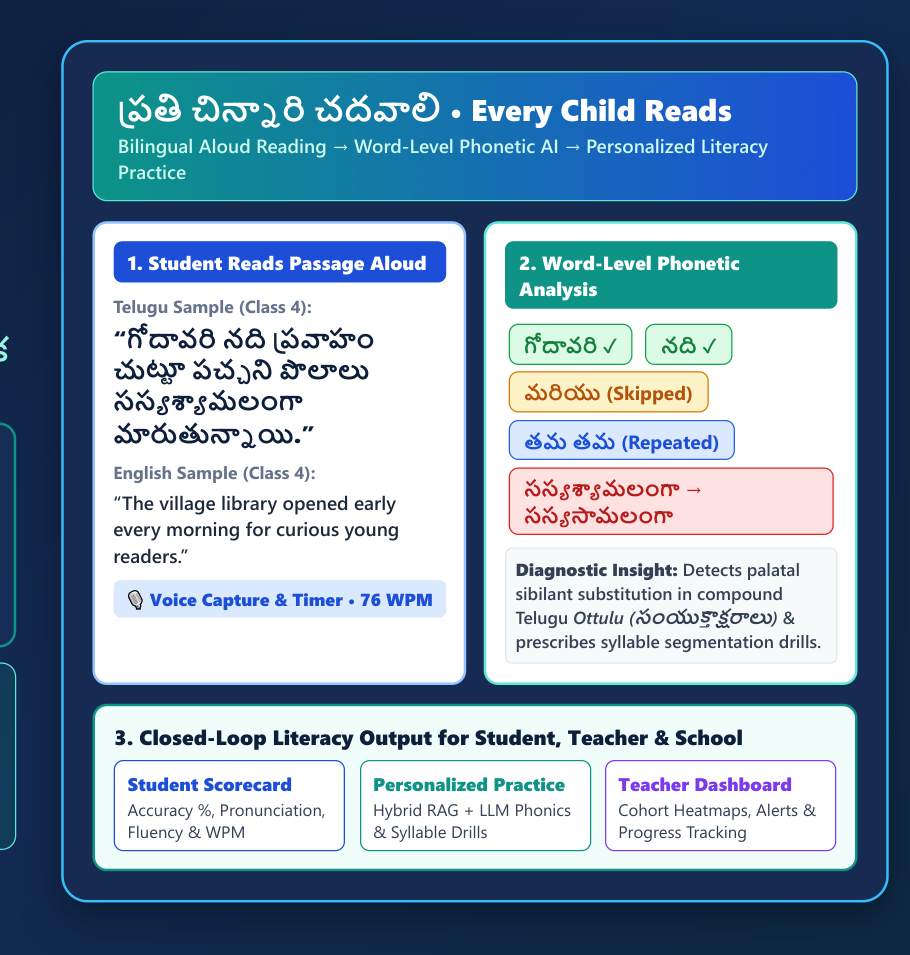 ప్రతి చిన్నారి చదవాలి • Every Child Reads
Bilingual Aloud Reading → Word-Level Phonetic AI → Personalized Literacy
Practice
1. Student Reads Passage Aloud
Telugu Sample (Class 4):
“గోదావరి నది ప్రవాహం
చుట్టూ పచ్చని పొలాలు
సస్యశ్యామలంగా
మారుతున్నాయి.”
English Sample (Class 4):
“The village library opened early
every morning for curious young
readers.”
🎙️ Voice Capture & Timer • 76 WPM
2. Word-Level Phonetic
Analysis
గోదావరి ✓ నది ✓
మరియు (Skipped)
తమ తమ (Repeated)
సస్యశ్యామలంగా →
సస్యసామలంగా
Diagnostic Insight: Detects palatal
sibilant substitution in compound
Telugu Ottulu (సంయుక్తాక్షరాలు) &
prescribes syllable segmentation drills.
3. Closed-Loop Literacy Output for Student, Teacher & School
Student Scorecard
Accuracy %, Pronunciation,
Fluency & WPM
Personalized Practice
Hybrid RAG + LLM Phonics
& Syllable Drills
Teacher Dashboard
Cohort Heatmaps, Alerts &
Progress Tracking